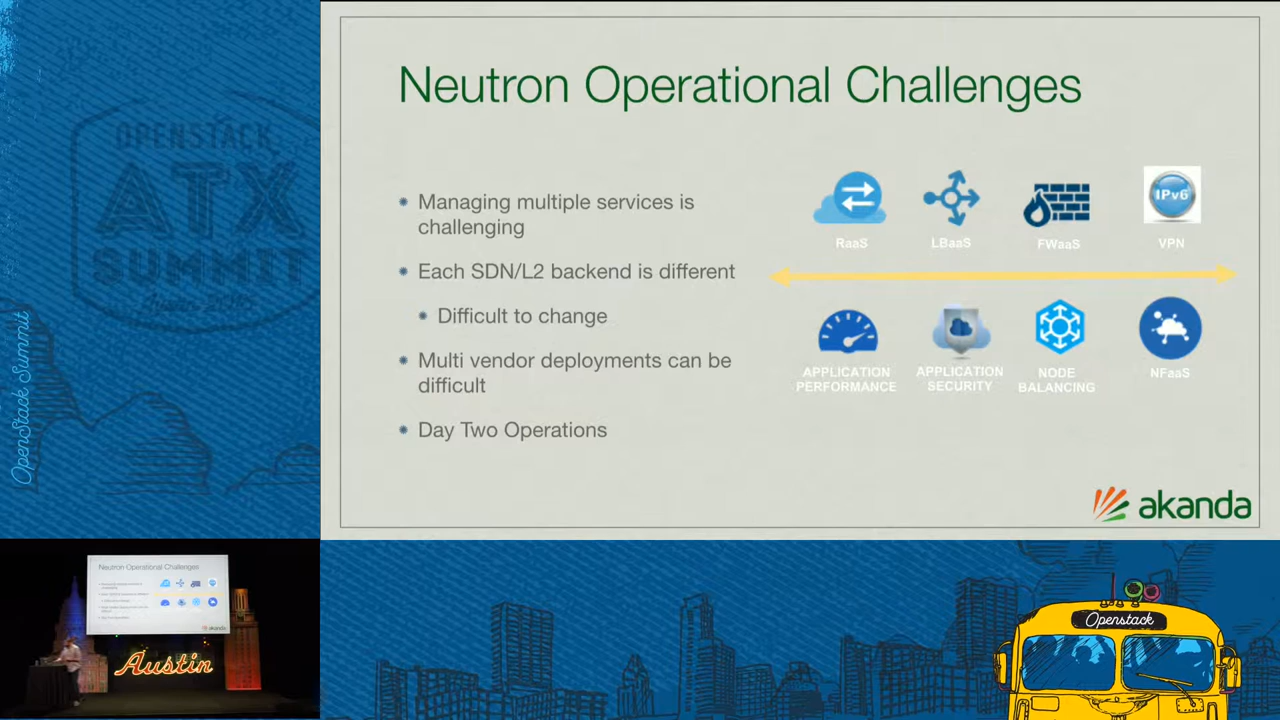 Neutron Operational Challenges
Managing multiple services is
challenging
Each SDN/L2 backend is different
Difficult to change
Multi vendor deployments can be
difficult
Day Two Operations
RaaS
LBaaS
FWaaS
IPv6
VPN
APPLICATION
PERFORMANCE
APPLICATION
SECURITY
NODE
BALANCING
NFaaS
akanda
OPENSTACK
ATX
SUMMIT
OpenStack Summit
Neutron Operational Challenges
akanda
Austin
Openstack